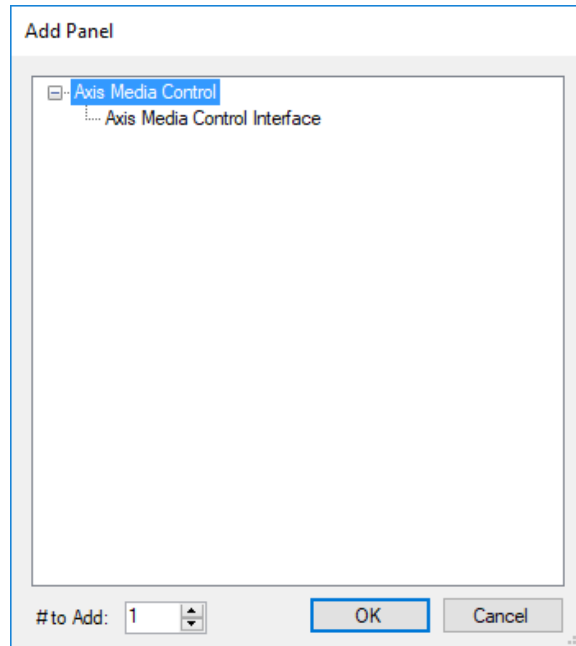 Add Panel
Axis Media Control
Axis Media Control Interface
# to Add: 1 OK Cancel